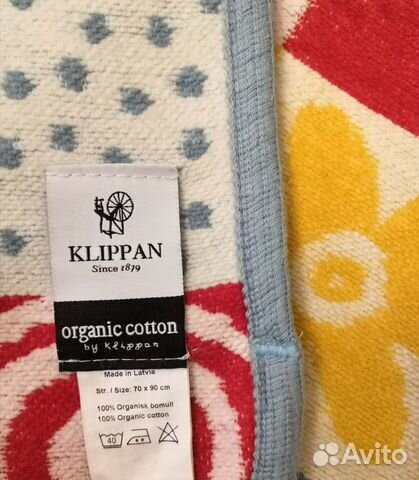 KLIPPAN
Since 1879
organic cotton
by klippan
Made in Latvia
Str. / Size: 70 x 90 cm
100% Organisk bomull
100% Organic cotton
40
Avito